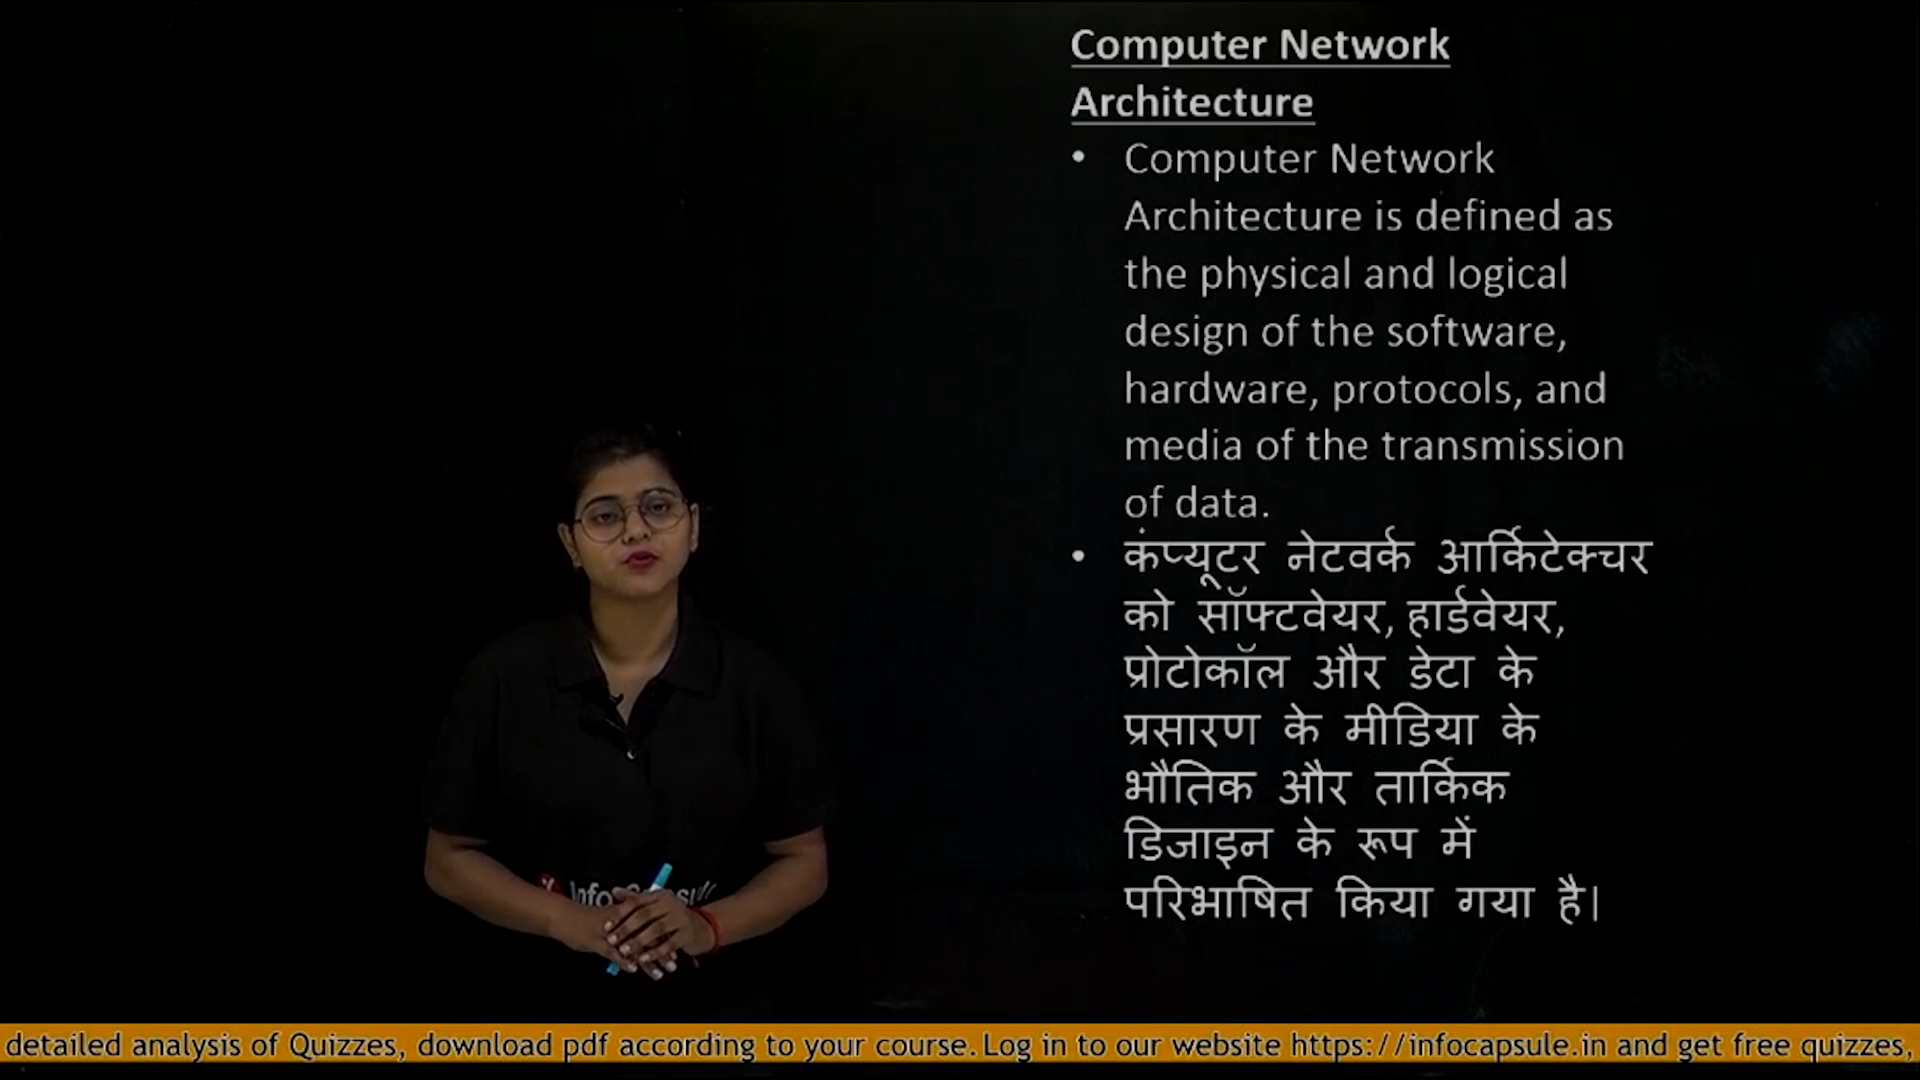 Computer Network
Architecture
• Computer Network
Architecture is defined as
the physical and logical
design of the software,
hardware, protocols, and
media of the transmission
of data.
• कंप्यूटर नेटवर्क आर्किटेक्चर
को सॉफ्टवेयर, हार्डवेयर,
प्रोटोकॉल और डेटा के
प्रसारण के मीडिया के
भौतिक और तार्किक
डिजाइन के रूप में
परिभाषित किया गया है।
detailed analysis of Quizzes, download pdf according to your course. Log in to our website https://infocapsule.in and get free quizzes,